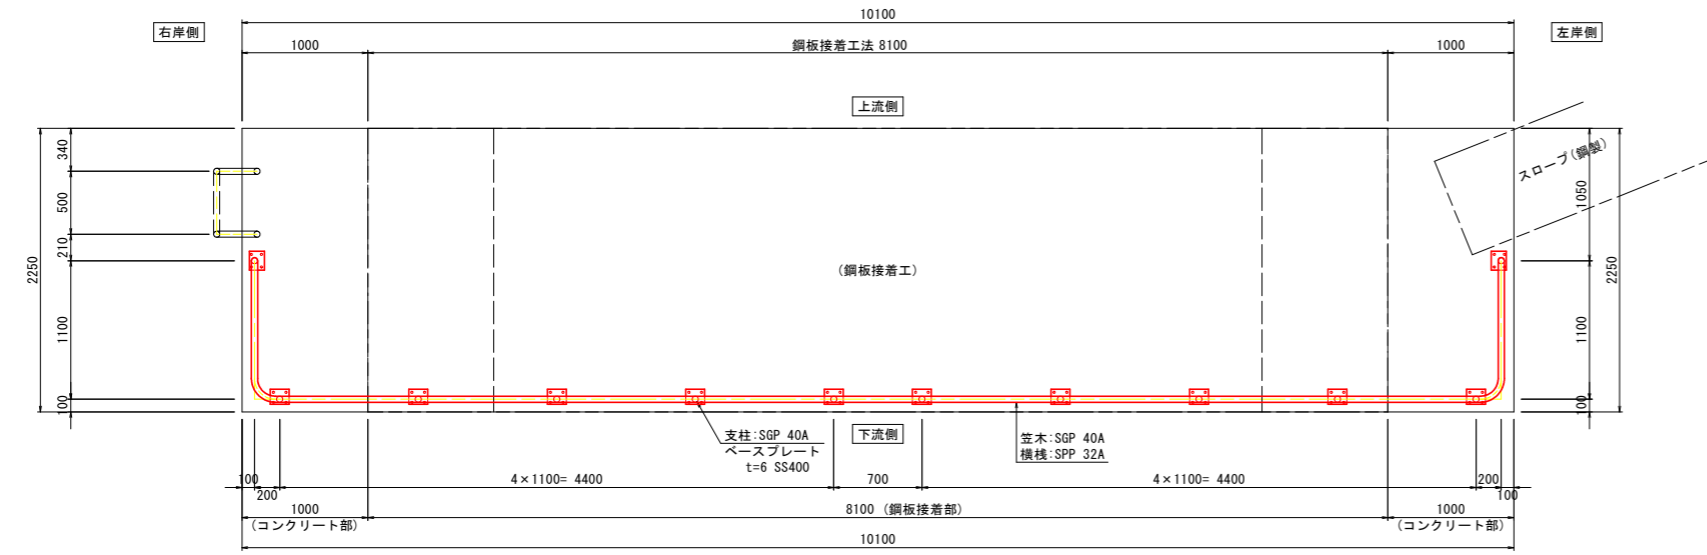 10100
右岸側
左岸側
1000
鋼板接着工法 8100
1000
上流側
340
500
210
1100
100
2250
スロープ(鋼製)
1050
1100
100
2250
(鋼板接着工)
支柱:SGP 40A
ベースプレート
t=6 SS400
下流側
笠木:SGP 40A
横桟:SPP 32A
100
200
4×1100= 4400
700
4×1100= 4400
200
100
1000
(コンクリート部)
8100 (鋼板接着部)
1000
(コンクリート部)
10100